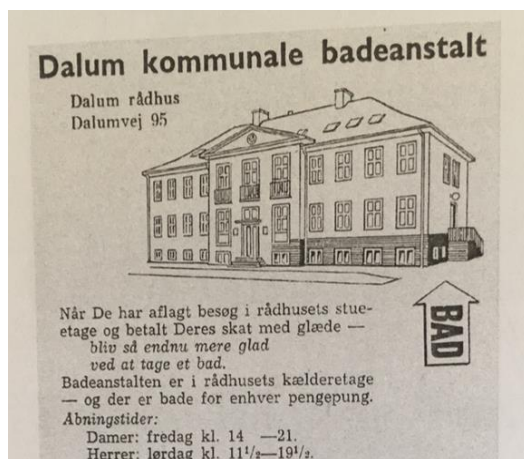 Dalum kommunale badeanstalt
Dalum rådhus
Dalumvej 95
Når De har aflagt besøg i rådhusets stue-
etage og betalt Deres skat med glæde —
bliv så endnu mere glad
ved at tage et bad.
Badeanstalten er i rådhusets kælderetage
— og der er bade for enhver pengepung.
Abningstider:
Damer: fredag kl. 14 —21.
Herrer: lørdag kl. 11¹/₂—19¹/₂.
BAD